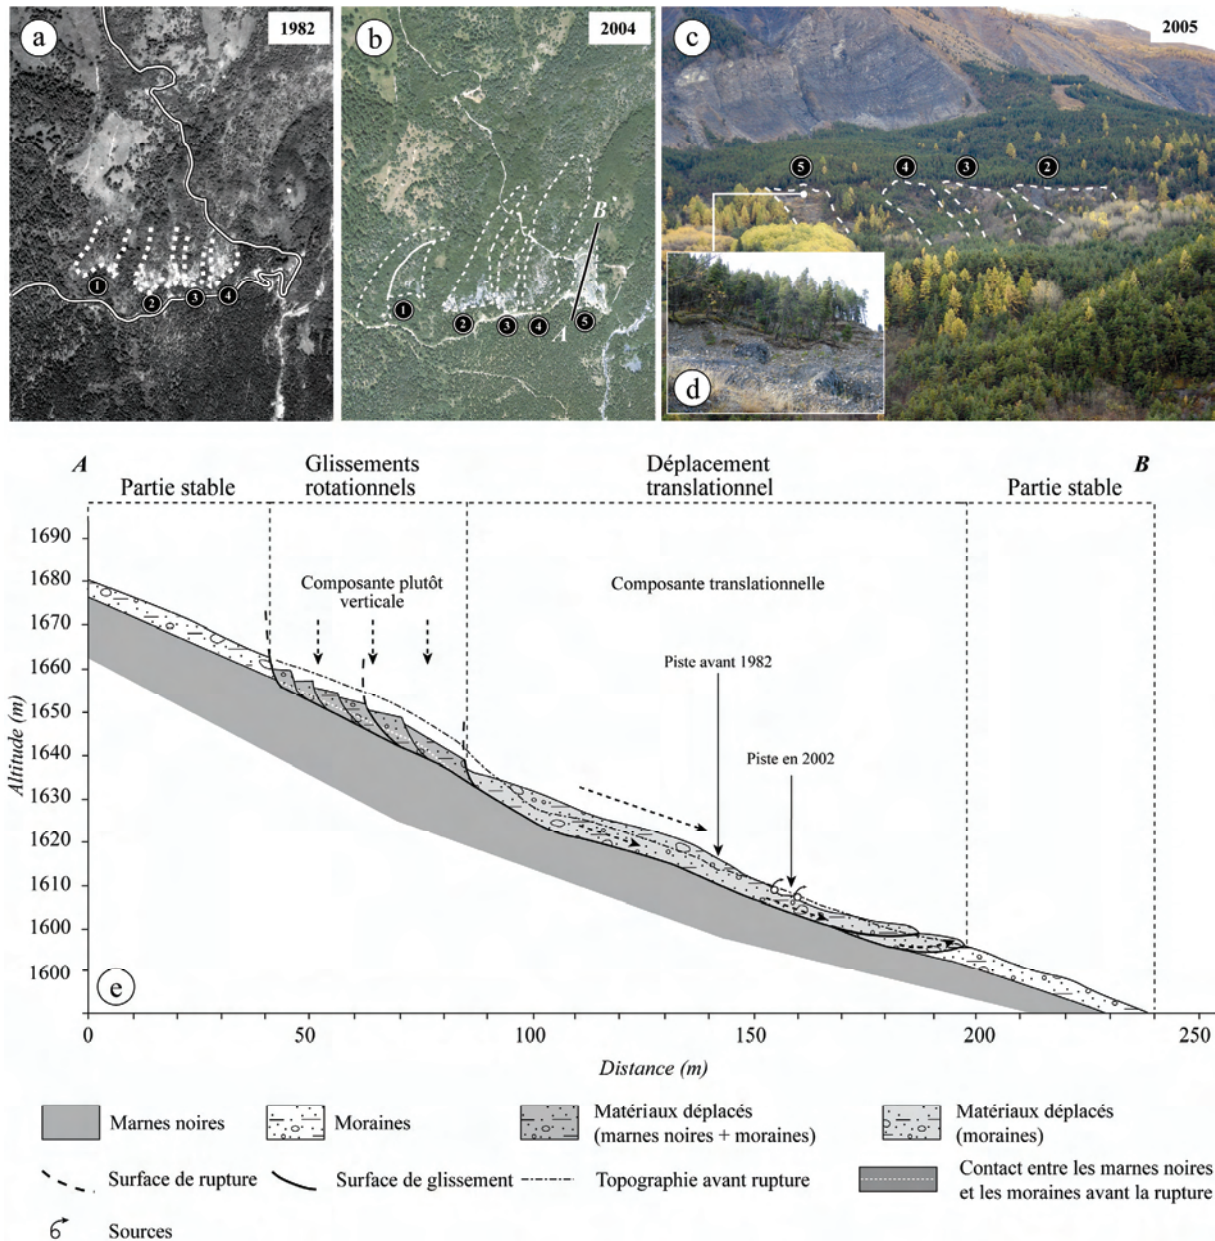 a
1982
b
2004
c
2005
1
2
3
4
1
2
3
4
5
A
B
5
4
3
2
d
A
B
Partie stable
Glissements
rotationnels
Déplacement
translationnel
Partie stable
Composante plutôt
verticale
Composante translationnelle
Piste avant 1982
Piste en 2002
Altitude (m)
1690
1680
1670
1660
1650
1640
1630
1620
1610
1600
1600
e
0
50
100
150
200
250
Distance (m)
Marnes noires
Moraines
Matériaux déplacés
(marnes noires + moraines)
Matériaux déplacés
(moraines)
Surface de rupture
Surface de glissement
Topographie avant rupture
Contact entre les marnes noires
et les moraines avant la rupture
Sources